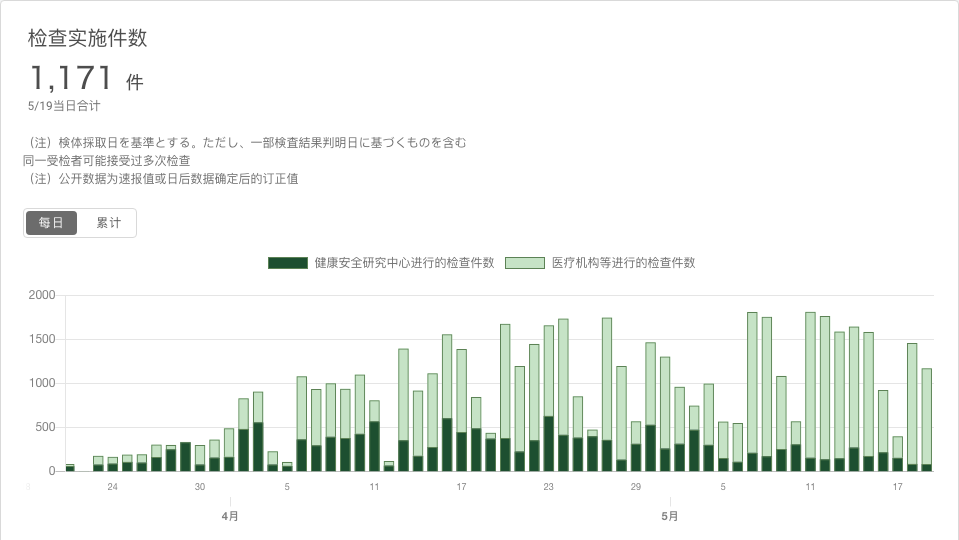 检查实施件数
1,171 件
5/19当日合计
（注）検体採取日を基準とする。ただし、一部検査結果判明日に基づくものを含む
同一受检者可能接受过多次检查
（注）公开数据为速报值或日后数据确定后的订正值
每日 累计
健康安全研究中心进行的检查件数 医疗机构等进行的检查件数
2000
1500
1000
500
0
24 30 5 11 17 23 29 5 11 17
4月 5月